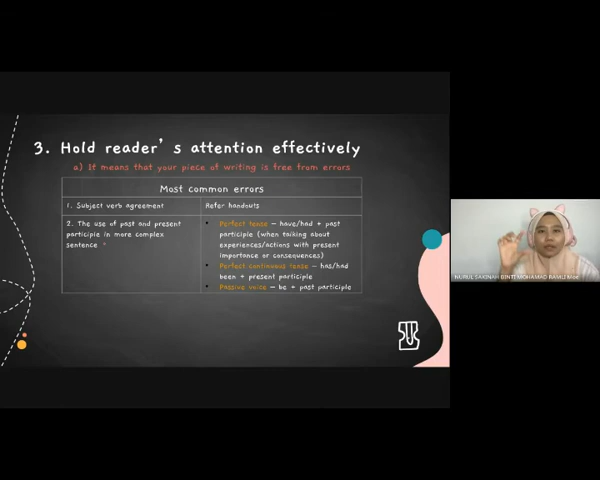 3. Hold reader's attention effectively
a) It means that your piece of writing is free from errors
Most common errors
1. Subject verb agreement
Refer handouts
2. The use of past and present
participle in more complex
sentence
• Perfect tense – have/had + past
participle (when talking about
experiences/actions with present
importance or consequences)
• Perfect continuous tense – has/had
been + present participle
• Passive voice – be + past participle
NURUL SAKINAH BINTI MOHAMAD RAMLI